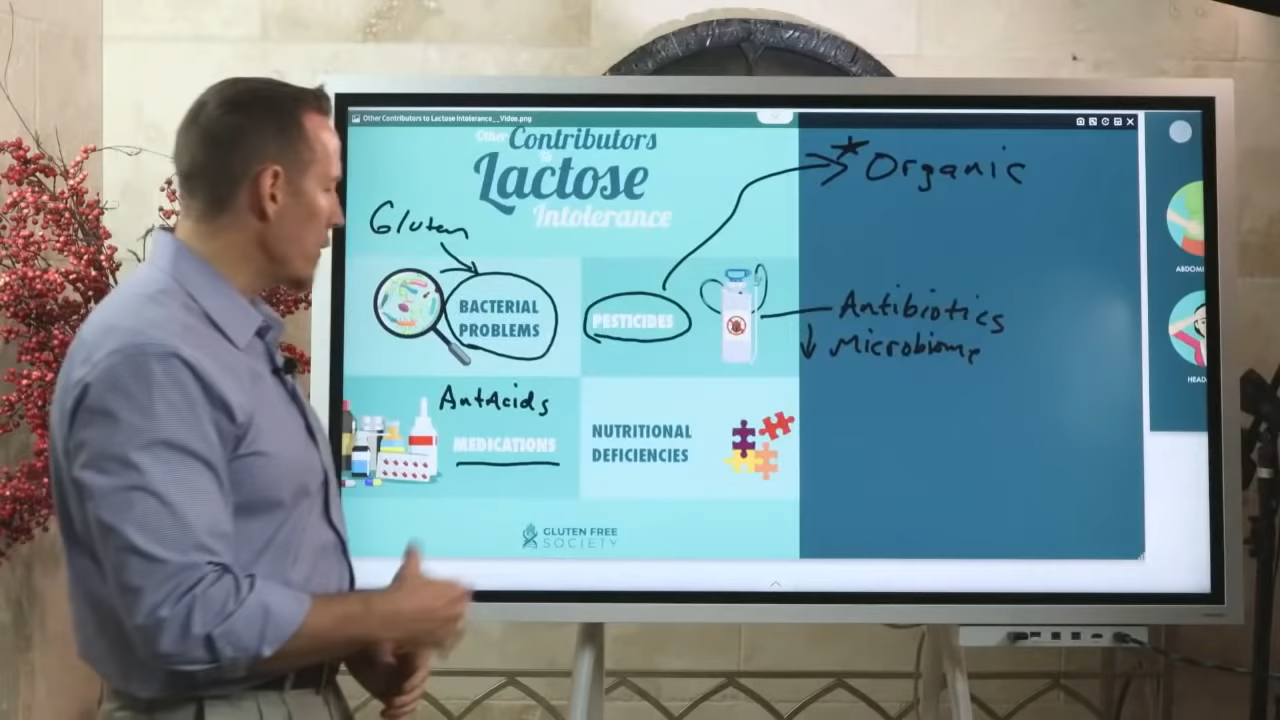 Other Contributors to Lactose Intolerance__Video.png
Other Contributors
to
Lactose
Intolerance
Organic
Gluten
BACTERIAL
PROBLEMS
PESTICIDES
Antibiotics
↓ Microbiome
AntAcids
MEDICATIONS
NUTRITIONAL
DEFICIENCIES
GLUTEN FREE
SOCIETY